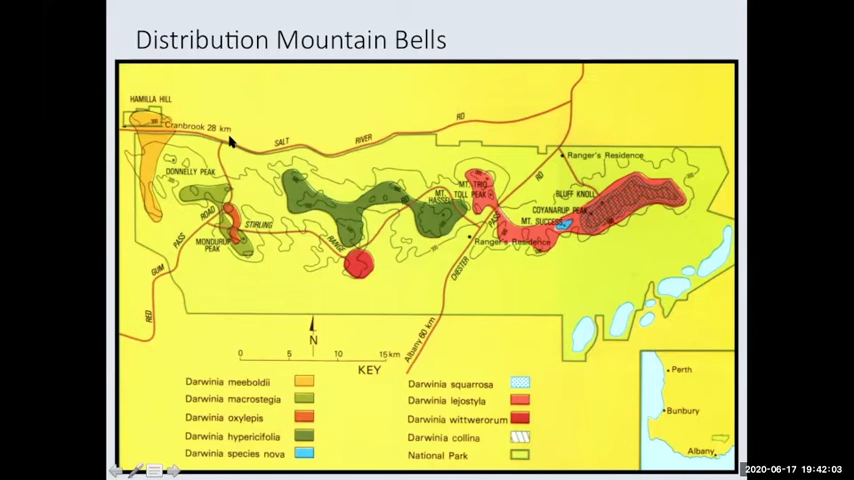 Distribution Mountain Bells
HAMILLA HILL
Cranbrook 28 km
SALT
RIVER
RD
DONNELLY PEAK
Ranger's Residence
MT. TRIO
TOLL PEAK
RD
BLUFF KNOLL
MT.
HASSELL
COYANARUP PEAK
MT. SUCCESS
PASS
ROAD
STIRLING
RANGE
MONDURUP
PEAK
Ranger's Residence
PASS
GUM
RED
CHESTER
Albany 60 km
N
0 5 10 15 km
KEY
Darwinia meeboldii
Darwinia macrostegia
Darwinia oxylepis
Darwinia hypericifolia
Darwinia species nova
Darwinia squarrosa
Darwinia lejostyla
Darwinia wittwerorum
Darwinia collina
National Park
Perth
Bunbury
Albany
2020-06-17 19:42:03